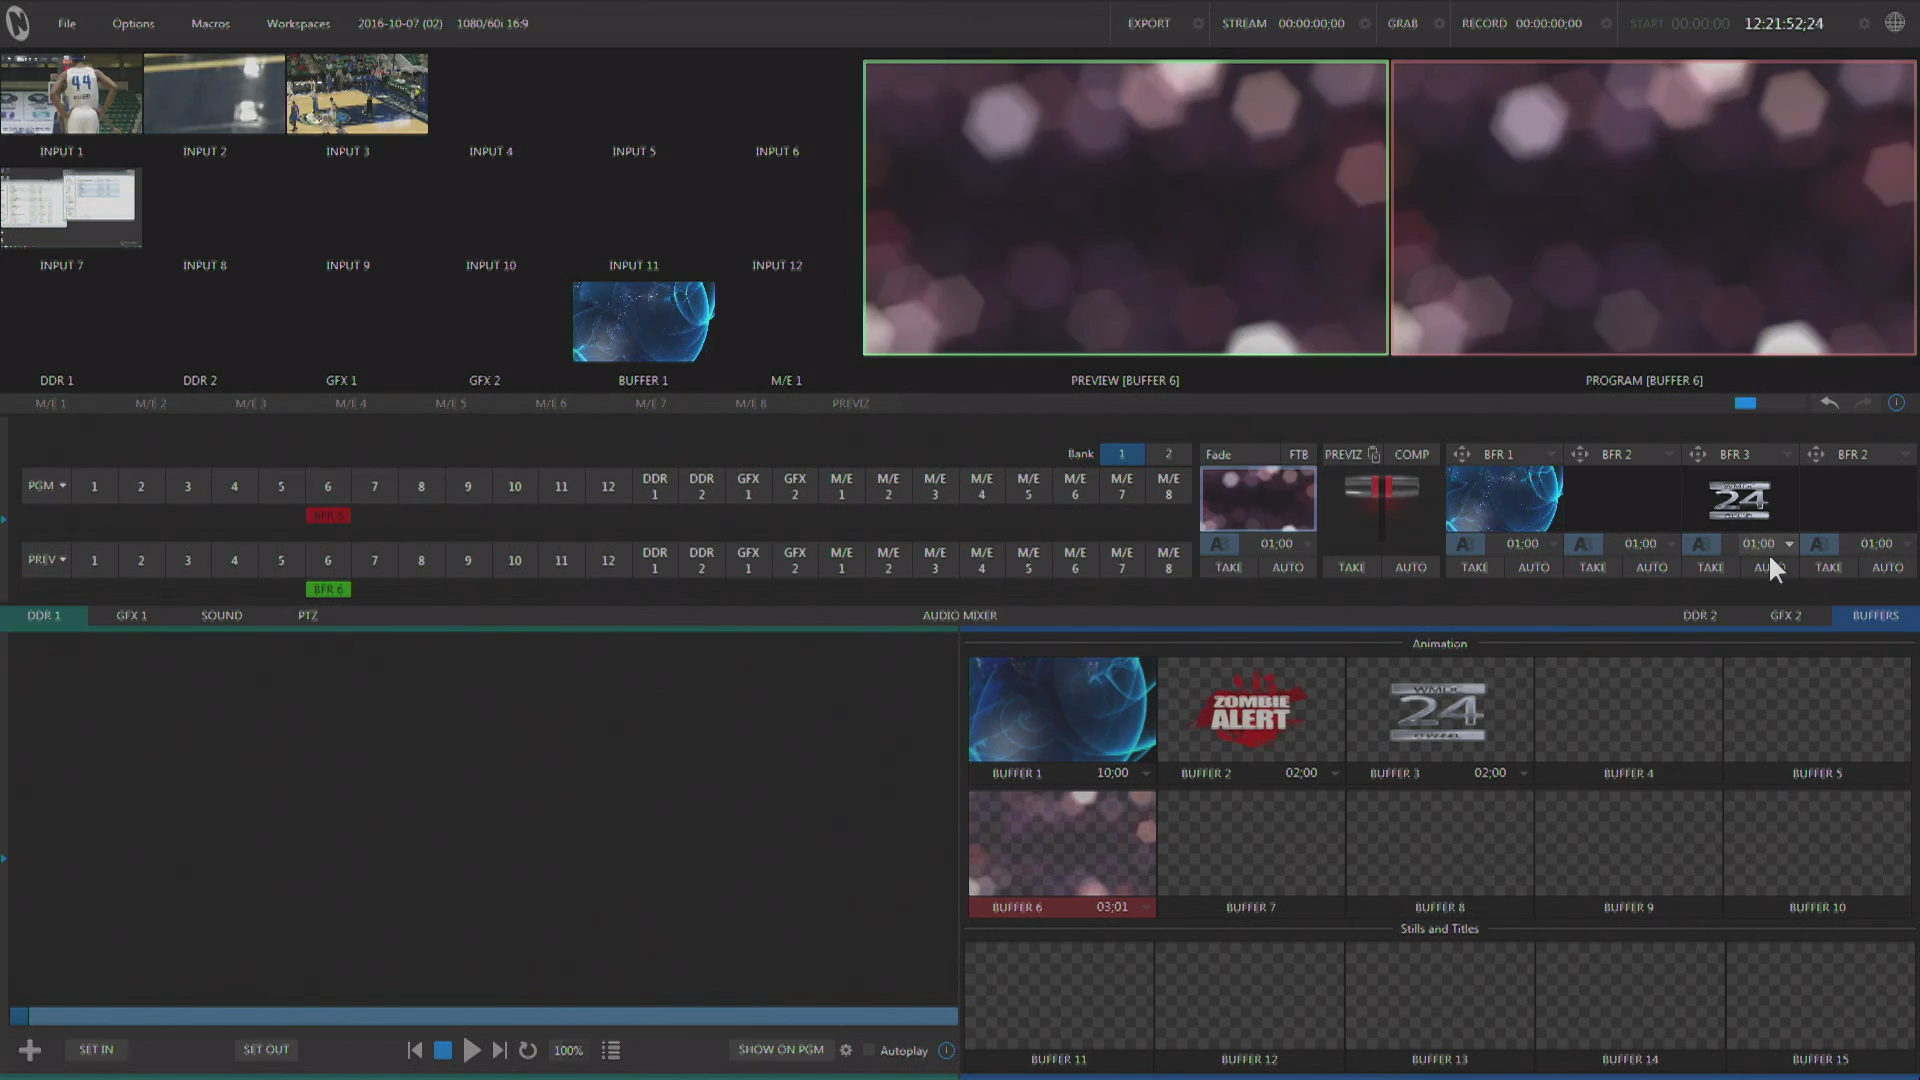 File Options Macros Workspaces 2016-10-07 (02) 1080/60i 16:9 EXPORT STREAM 00:00:00;00 GRAB RECORD 00:00:00;00 START 00:00:00 12:21:52;24
44
INPUT 1 INPUT 2 INPUT 3 INPUT 4 INPUT 5 INPUT 6
INPUT 7 INPUT 8 INPUT 9 INPUT 10 INPUT 11 INPUT 12
DDR 1 DDR 2 GFX 1 GFX 2 BUFFER 1 M/E 1 PREVIEW [BUFFER 6] PROGRAM [BUFFER 6]
M/E 1 M/E 2 M/E 3 M/E 4 M/E 5 M/E 6 M/E 7 M/E 8 PREVIZ
Bank 1 2 Fade FTB PREVIZ COMP BFR 1 BFR 2 BFR 3 BFR 2
PGM 1 2 3 4 5 6 7 8 9 10 11 12 DDR 1 DDR 2 GFX 1 GFX 2 M/E 1 M/E 2 M/E 3 M/E 4 M/E 5 M/E 6 M/E 7 M/E 8
24
BFR 6
01:00 01:00 01:00 01:00 01:00
PREV 1 2 3 4 5 6 7 8 9 10 11 12 DDR 1 DDR 2 GFX 1 GFX 2 M/E 1 M/E 2 M/E 3 M/E 4 M/E 5 M/E 6 M/E 7 M/E 8
TAKE AUTO TAKE AUTO TAKE AUTO TAKE AUTO TAKE AUTO TAKE AUTO
BFR 6
DDR 1 GFX 1 SOUND PTZ AUDIO MIXER DDR 2 GFX 2 BUFFERS
Animation
ZOMBIE
ALERT
24
CHANNEL
BUFFER 1 10;00 BUFFER 2 02;00 BUFFER 3 02;00 BUFFER 4 BUFFER 5
BUFFER 6 03;01 BUFFER 7 BUFFER 8 BUFFER 9 BUFFER 10
Stills and Titles
SET IN SET OUT 100% SHOW ON PGM Autoplay
BUFFER 11 BUFFER 12 BUFFER 13 BUFFER 14 BUFFER 15